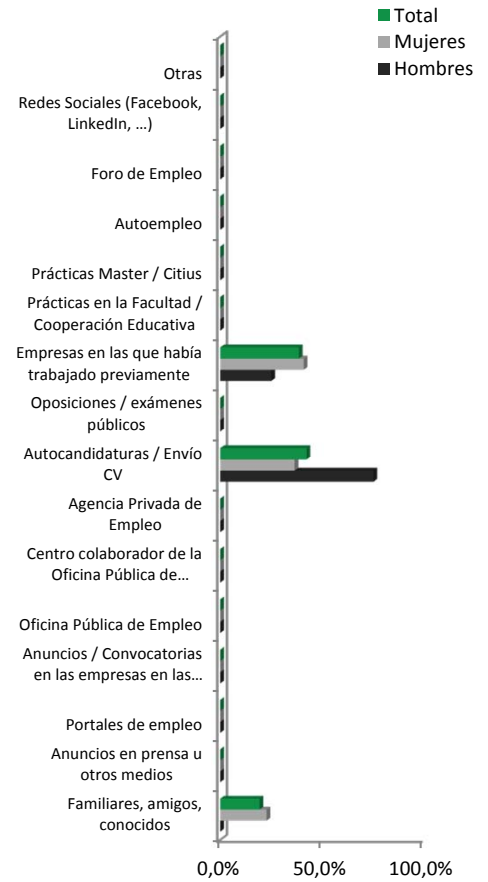 Total
Mujeres
Hombres
Otras
Redes Sociales (Facebook,
LinkedIn, ...)
Foro de Empleo
Autoempleo
Prácticas Master / Citius
Prácticas en la Facultad /
Cooperación Educativa
Empresas en las que había
trabajado previamente
Oposiciones / exámenes
públicos
Autocandidaturas / Envío
CV
Agencia Privada de
Empleo
Centro colaborador de la
Oficina Pública de...
Oficina Pública de Empleo
Anuncios / Convocatorias
en las empresas en las...
Portales de empleo
Anuncios en prensa u
otros medios
Familiares, amigos,
conocidos
0,0% 50,0% 100,0%